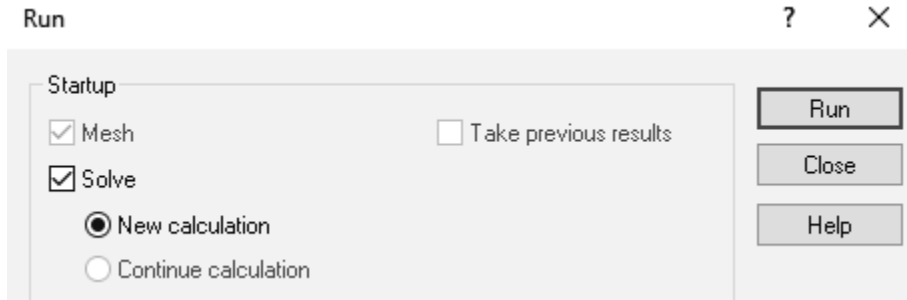 Run ? ×
Startup
Mesh
Take previous results
Solve
New calculation
Continue calculation
Run
Close
Help